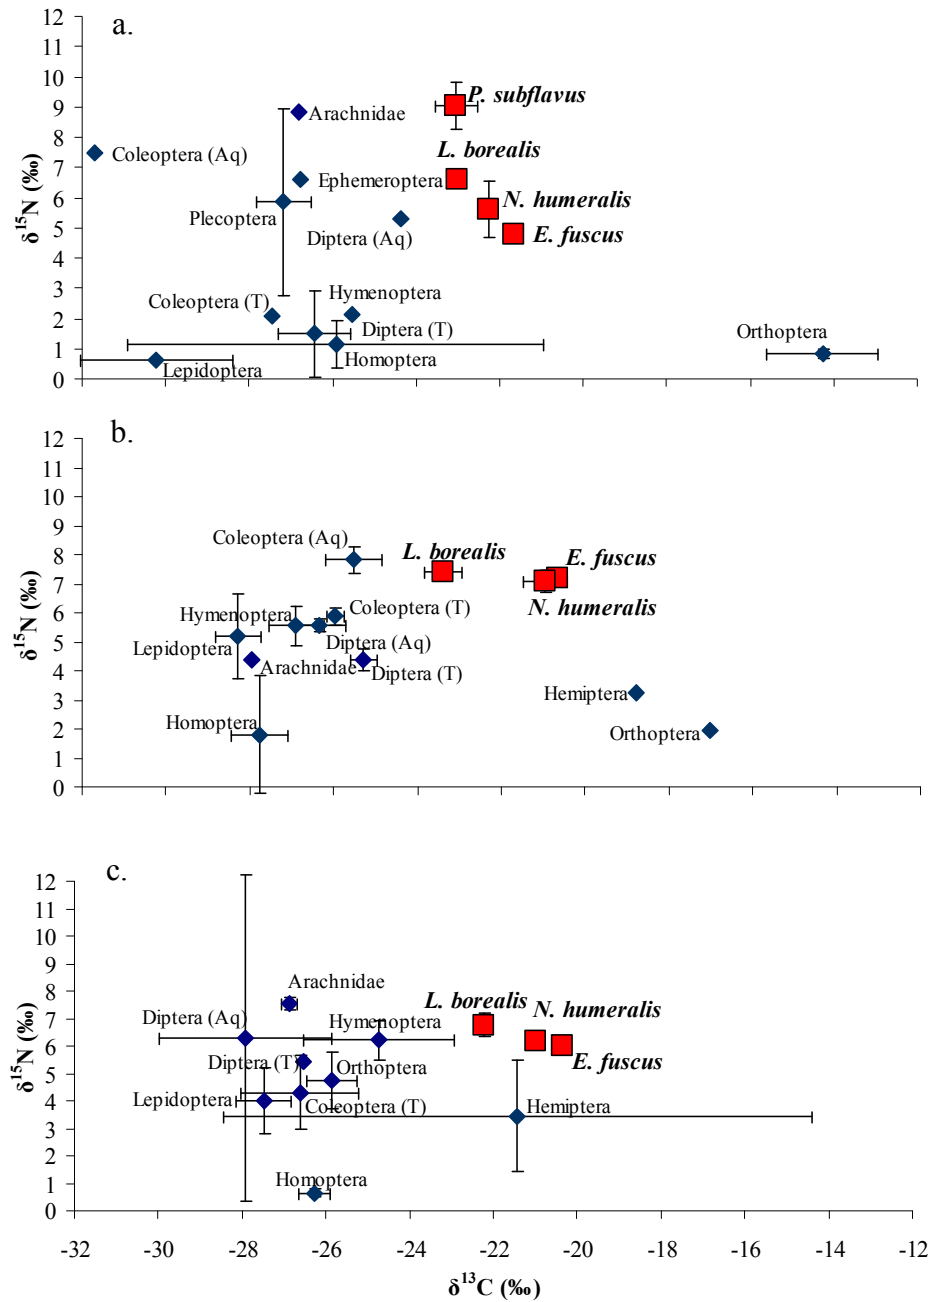 a.
12
11
10
9
8
7
6
5
4
3
2
1
0
δ15N (‰)
P. subflavus
Arachnidae
L. borealis
Coleoptera (Aq)
Ephemeroptera
N. humeralis
Plecoptera
E. fuscus
Diptera (Aq)
Hymenoptera
Coleoptera (T)
Diptera (T)
Orthoptera
Homoptera
Lepidoptera
b.
12
11
10
9
8
7
6
5
4
3
2
1
0
δ15N (‰)
Coleoptera (Aq)
L. borealis
E. fuscus
N. humeralis
Coleoptera (T)
Hymenoptera
Diptera (Aq)
Lepidoptera
Arachnidae
Diptera (T)
Hemiptera
Homoptera
Orthoptera
c.
12
11
10
9
8
7
6
5
4
3
2
1
0
δ15N (‰)
Arachnidae
L. borealis
N. humeralis
Diptera (Aq)
Hymenoptera
E. fuscus
Diptera (T)
Orthoptera
Lepidoptera
Coleoptera (T)
Hemiptera
Homoptera
-32 -30 -28 -26 -24 -22 -20 -18 -16 -14 -12
δ13C (‰)